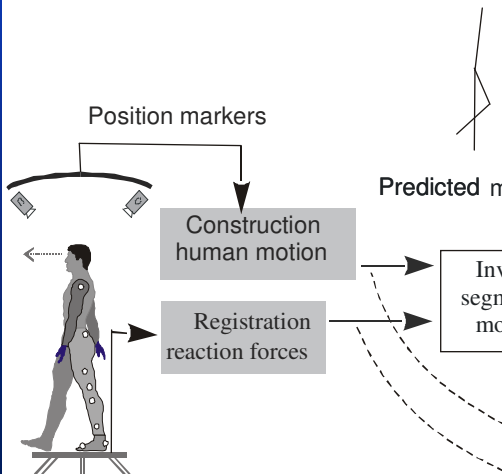 Position markers
Predicted
Construction
human motion
Registration
reaction forces